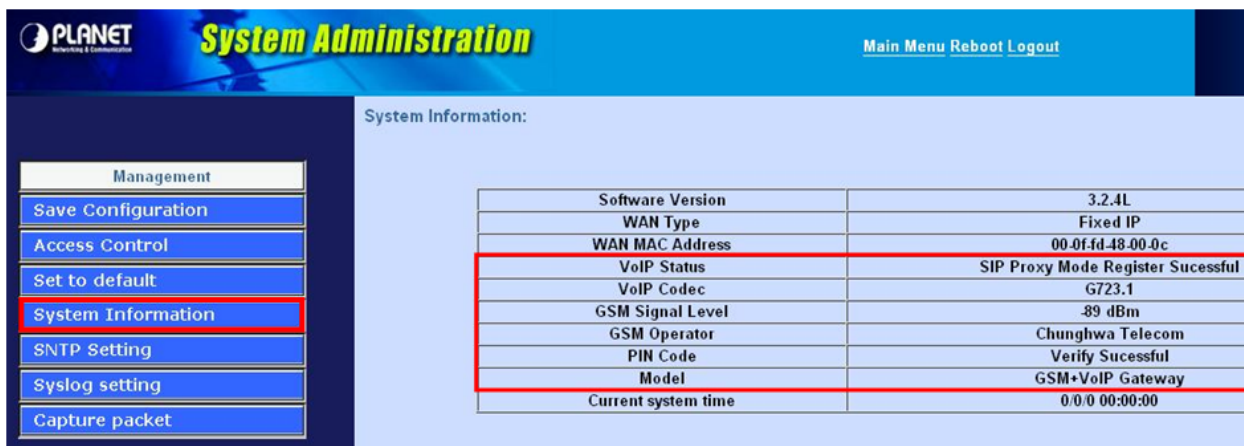 PLANET
Networking & Communication
System Administration
Main Menu Reboot Logout
System Information:
Management
Save Configuration
Access Control
Set to default
System Information
SNTP Setting
Syslog setting
Capture packet
Software Version 3.2.4L
WAN Type Fixed IP
WAN MAC Address 00-0f-fd-48-00-0c
VoIP Status SIP Proxy Mode Register Sucessful
VoIP Codec G723.1
GSM Signal Level -89 dBm
GSM Operator Chunghwa Telecom
PIN Code Verify Sucessful
Model GSM+VoIP Gateway
Current system time 0/0/0 00:00:00